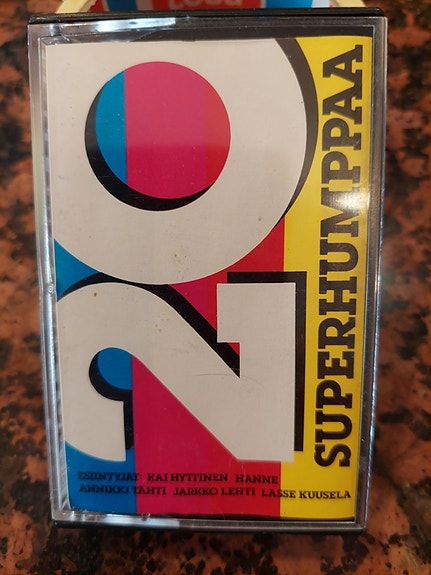 20
SUPERHUMPPAA
ESIINTYJÄT: KAI HYTTINEN HANNE
ANNIKKI TÄHTI JARKKO LEHTI LASSE KUUSELA